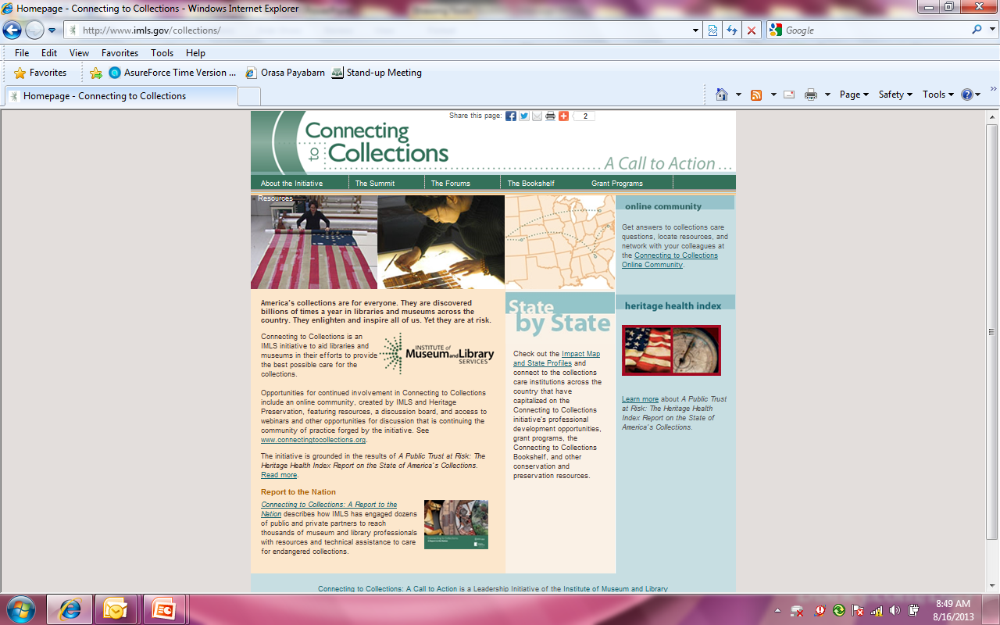 Homepage - Connecting to Collections - Windows Internet Explorer
http://www.imls.gov/collections/
Google
File Edit View Favorites Tools Help
Favorites
AsureForce Time Version ...
Orasa Payabarn
Stand-up Meeting
Homepage - Connecting to Collections
Page
Safety
Tools
Share this page:
2
Connecting
to
Collections
A Call to Action ...
About the Initiative
The Summit
The Forums
The Bookshelf
Grant Programs
Resources
America's collections are for everyone. They are discovered
billions of times a year in libraries and museums across the
country. They enlighten and inspire all of us. Yet they are at risk.
Connecting to Collections is an
IMLS initiative to aid libraries and
museums in their efforts to provide
the best possible care for the
collections.
INSTITUTE of
Museum and Library
SERVICES
Opportunities for continued involvement in Connecting to Collections
include an online community, created by IMLS and Heritage
Preservation, featuring resources, a discussion board, and access to
webinars and other opportunities for discussion that is continuing the
community of practice forged by the initiative. See
www.connectingtocollections.org.
The initiative is grounded in the results of A Public Trust at Risk: The
Heritage Health Index Report on the State of America's Collections.
Read more.
Report to the Nation
Connecting to Collections: A Report to the
Nation describes how IMLS has engaged dozens
of public and private partners to reach
thousands of museum and library professionals
with resources and technical assistance to care
for endangered collections.
State
by State
Check out the Impact Map
and State Profiles and
connect to the collections
care institutions across the
country that have
capitalized on the
Connecting to Collections
initiative's professional
development opportunities,
grant programs, the
Connecting to Collections
Bookshelf, and other
conservation and
preservation resources.
online community
Get answers to collections care
questions, locate resources, and
network with your colleagues at
the Connecting to Collections
Online Community.
heritage health index
Learn more about A Public Trust
at Risk: The Heritage Health
Index Report on the State of
America's Collections.
Connecting to Collections: A Call to Action is a Leadership Initiative of the Institute of Museum and Library
8:49 AM
8/16/2013